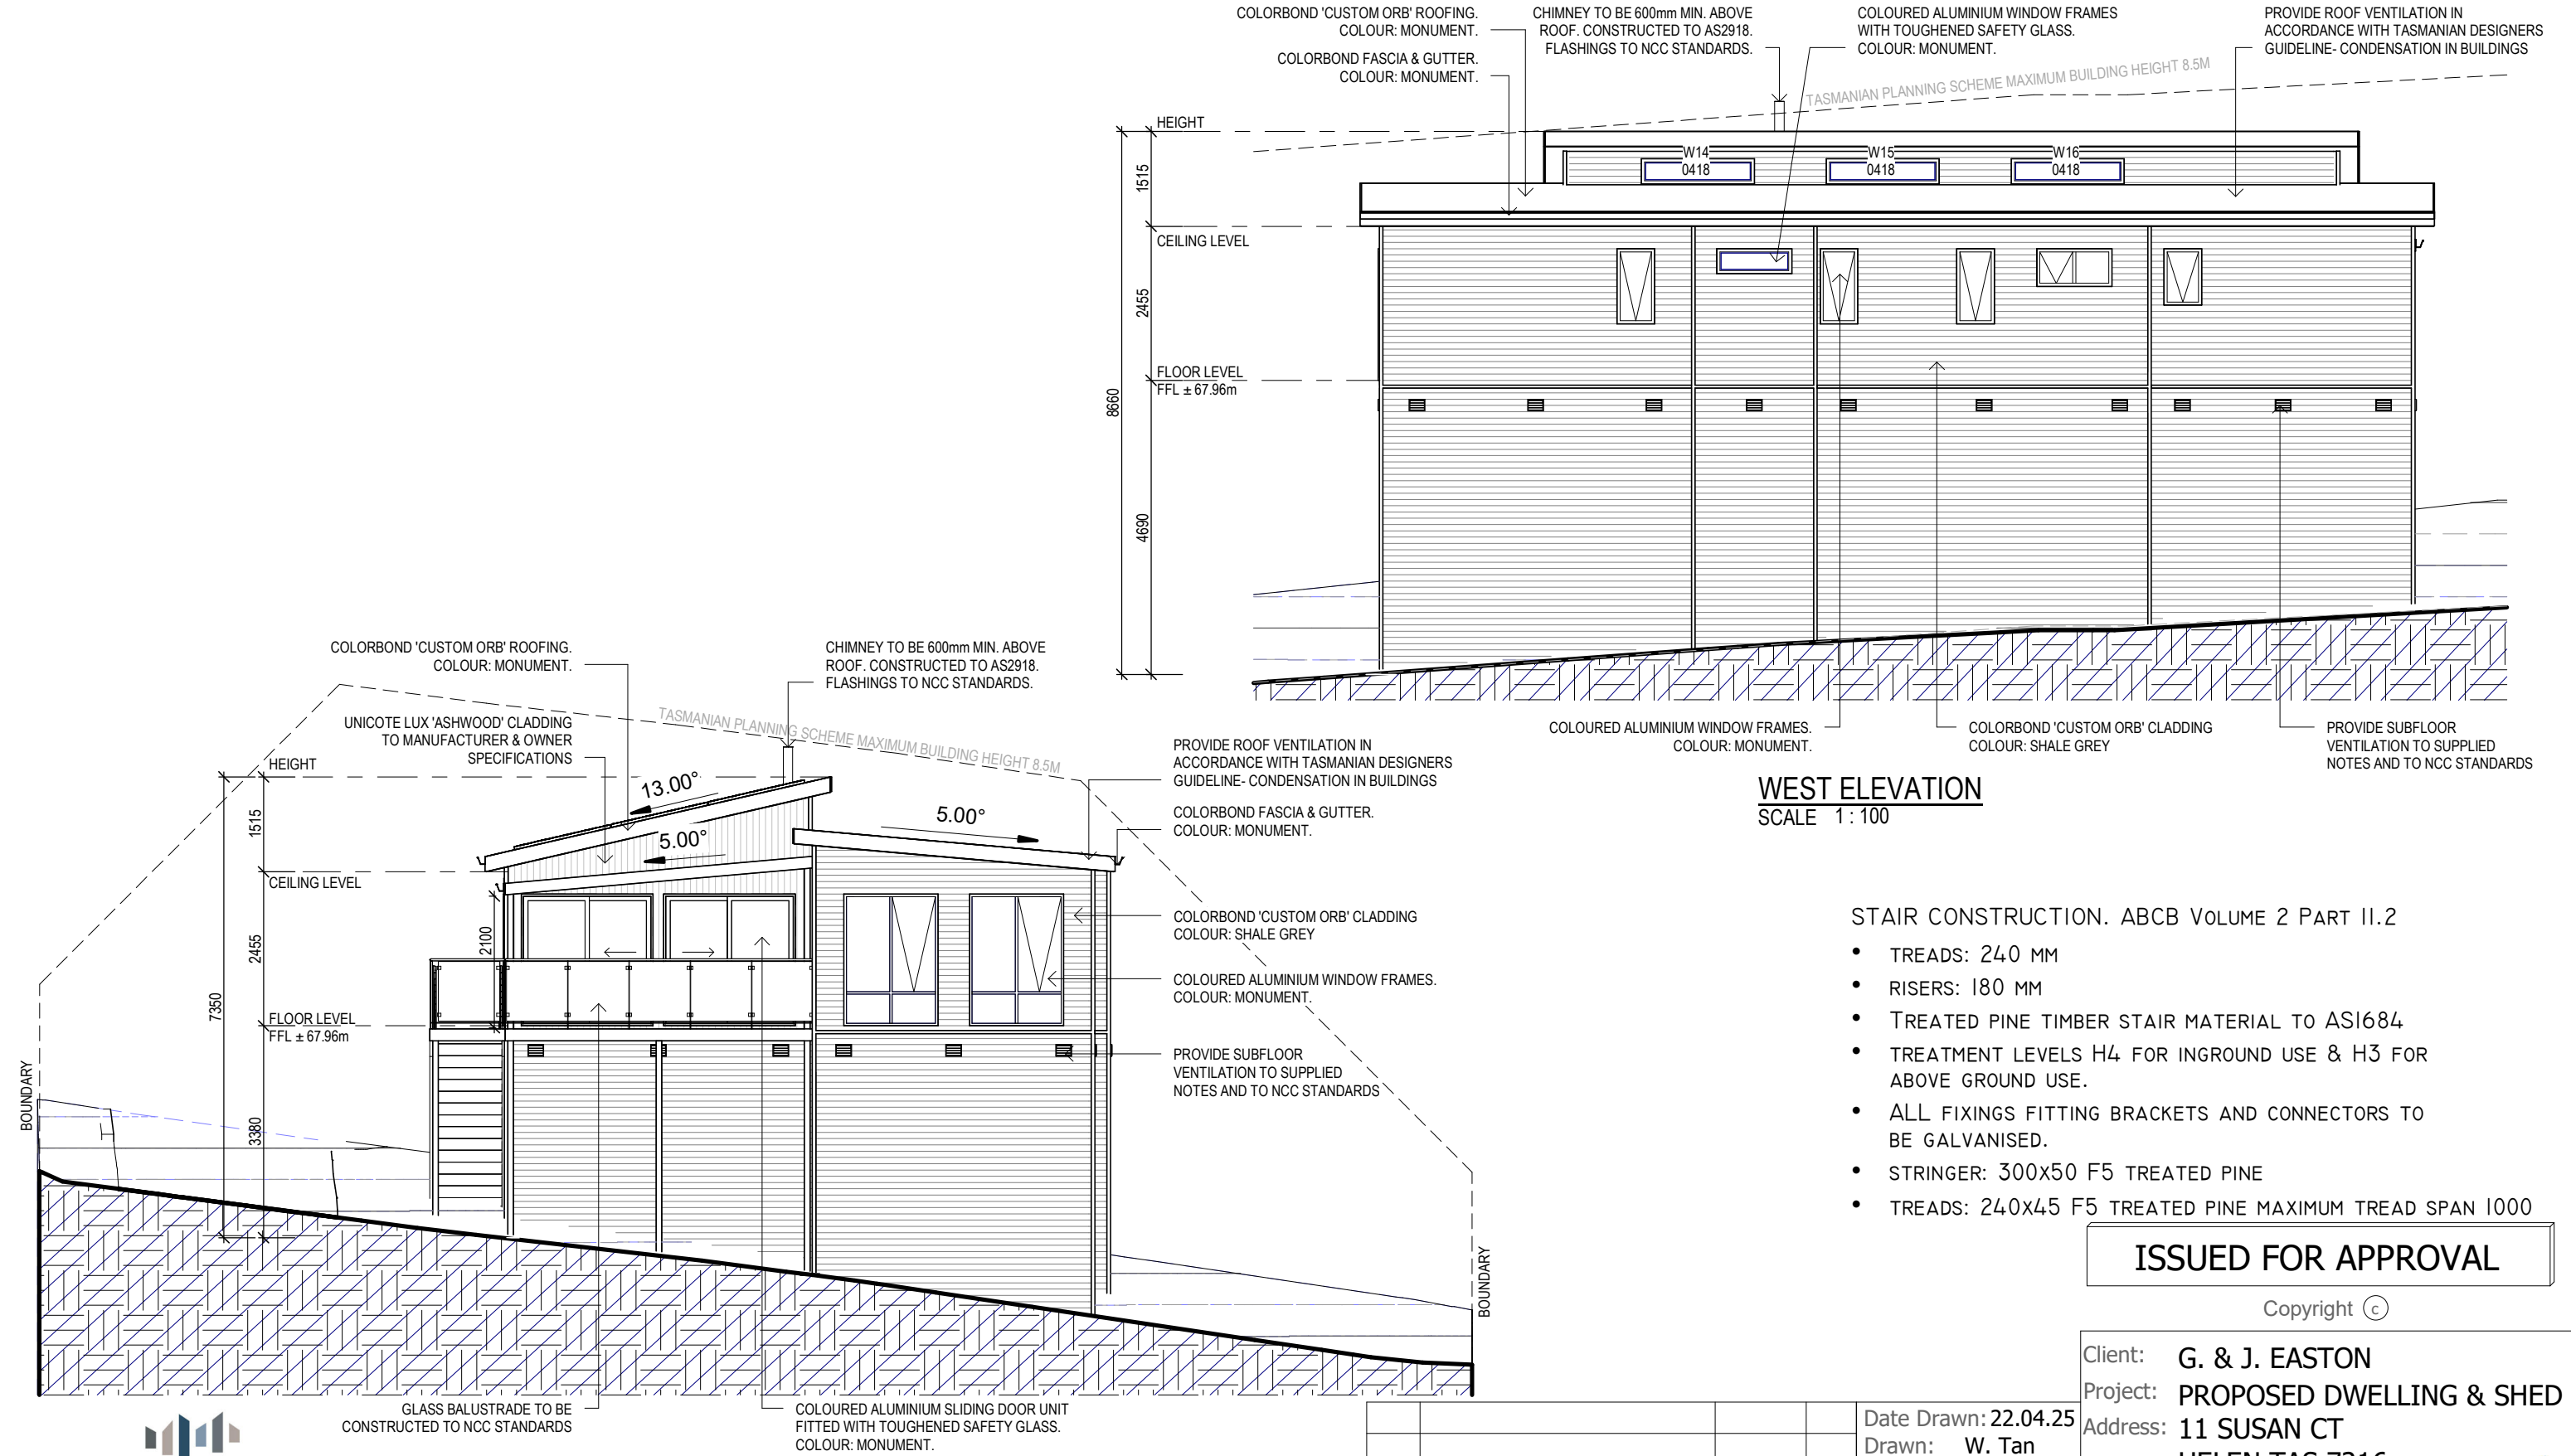 COLORBOND 'CUSTOM ORB' ROOFING.
COLOUR: MONUMENT.
COLORBOND FASCIA & GUTTER.
COLOUR: MONUMENT.
CHIMNEY TO BE 600mm MIN. ABOVE
ROOF. CONSTRUCTED TO AS2918.
FLASHINGS TO NCC STANDARDS.
COLOURED ALUMINIUM WINDOW FRAMES
WITH TOUGHENED SAFETY GLASS.
COLOUR: MONUMENT.
PROVIDE ROOF VENTILATION IN
ACCORDANCE WITH TASMANIAN DESIGNERS
GUIDELINE- CONDENSATION IN BUILDINGS
TASMANIAN PLANNING SCHEME MAXIMUM BUILDING HEIGHT 8.5M
HEIGHT
W14
0418
W15
0418
W16
0418
1515
CEILING LEVEL
2455
FLOOR LEVEL
FFL ± 67.96m
8660
4690
COLOURED ALUMINIUM WINDOW FRAMES.
COLOUR: MONUMENT.
COLORBOND 'CUSTOM ORB' CLADDING
COLOUR: SHALE GREY
PROVIDE SUBFLOOR
VENTILATION TO SUPPLIED
NOTES AND TO NCC STANDARDS
WEST ELEVATION
SCALE 1 : 100
COLORBOND 'CUSTOM ORB' ROOFING.
COLOUR: MONUMENT.
CHIMNEY TO BE 600mm MIN. ABOVE
ROOF. CONSTRUCTED TO AS2918.
FLASHINGS TO NCC STANDARDS.
UNICOTE LUX 'ASHWOOD' CLADDING
TO MANUFACTURER & OWNER
SPECIFICATIONS
TASMANIAN PLANNING SCHEME MAXIMUM BUILDING HEIGHT 8.5M
HEIGHT
13.00°
5.00°
5.00°
1515
CEILING LEVEL
2455
2100
7350
FLOOR LEVEL
FFL ± 67.96m
3380
BOUNDARY
PROVIDE ROOF VENTILATION IN
ACCORDANCE WITH TASMANIAN DESIGNERS
GUIDELINE- CONDENSATION IN BUILDINGS
COLORBOND FASCIA & GUTTER.
COLOUR: MONUMENT.
COLORBOND 'CUSTOM ORB' CLADDING
COLOUR: SHALE GREY
COLOURED ALUMINIUM WINDOW FRAMES.
COLOUR: MONUMENT.
PROVIDE SUBFLOOR
VENTILATION TO SUPPLIED
NOTES AND TO NCC STANDARDS
BOUNDARY
GLASS BALUSTRADE TO BE
CONSTRUCTED TO NCC STANDARDS
COLOURED ALUMINIUM SLIDING DOOR UNIT
FITTED WITH TOUGHENED SAFETY GLASS.
COLOUR: MONUMENT.
STAIR CONSTRUCTION. ABCB VOLUME 2 PART 11.2
• TREADS: 240 MM
• RISERS: 180 MM
• TREATED PINE TIMBER STAIR MATERIAL TO AS1684
• TREATMENT LEVELS H4 FOR INGROUND USE & H3 FOR
ABOVE GROUND USE.
• ALL FIXINGS FITTING BRACKETS AND CONNECTORS TO
BE GALVANISED.
• STRINGER: 300X50 F5 TREATED PINE
• TREADS: 240X45 F5 TREATED PINE MAXIMUM TREAD SPAN 1000
ISSUED FOR APPROVAL
Copyright ©
Client: G. & J. EASTON
Project: PROPOSED DWELLING & SHED
Address: 11 SUSAN CT
Date Drawn: 22.04.25
Drawn: W. Tan